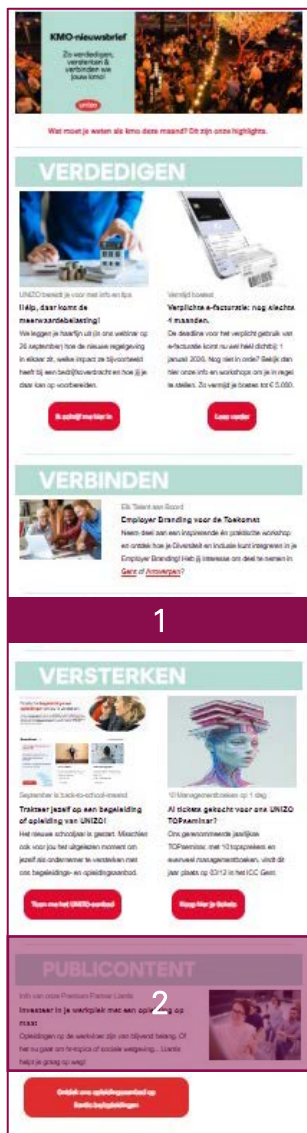 KMO-nieuwsbrief
Zo verdedigen,
versterken &
verbinden we
jouw kmo!
unizo
Wat moet je weten als kmo deze maand? Dit zijn onze highlights.
VERDEDIGEN
UNIZO bereidt je voor met info en tips
Help, daar komt de
meerwaardebelasting!
We leggen je haarfijn uit (in ons webinar op
26 september) hoe de nieuwe regelgeving
in elkaar zit, welke impact ze bijvoorbeeld
heeft bij een bedrijfsoverdracht en hoe jij je
daar kan op voorbereiden.
Ik schrijf me hier in
Vermijd boetes!
Verplichte e-facturatie: nog slechts
4 maanden.
De deadline voor het verplicht gebruik van
e-facturatie komt nu wel héél dichtbij: 1
januari 2026. Nog niet in orde? Bekijk dan
hier onze info en workshops om je in regel
te stellen. Zo vermijd je boetes tot € 5.000.
Lees verder
VERBINDEN
Elk Talent aan Boord
Employer Branding voor de Toekomst
Neem deel aan een inspirerende én praktische workshop
en ontdek hoe je Diversiteit en Inclusie kunt integreren in je
Employer Branding! Heb jij interesse om deel te nemen in
Gent of Antwerpen?
1
VERSTERKEN
September is back-to-school-maand
Trakteer jezelf op een begeleiding
of opleiding van UNIZO!
Het nieuwe schooljaar is gestart. Misschien
ook voor jou het uitgelezen moment om
jezelf als ondernemer te versterken met
ons begeleidings- en opleidingsaanbod.
Toon me het UNIZO-aanbod
10 Managementboeken op 1 dag
Al tickets gekocht voor ons UNIZO
TOPseminar?
Ons gerenommeerde jaarlijkse
TOPseminar, met 10 topsprekers en
evenveel managementboeken, vindt dit
jaar plaats op 03/12 in het ICC Gent.
Koop hier je tickets
PUBLICONTENT
Info van onze Premium Partner Liantis
Investeer in je werkplek met een opleiding op
maat
2
Opleidingen op de werkvloer zijn van blijvend belang. Of
het nu gaat om fire-topics of sociale wetgeving... Liantis
helpt je graag op weg!
Ontdek ons opleidingsaanbod op
liantis.be/opleidingen